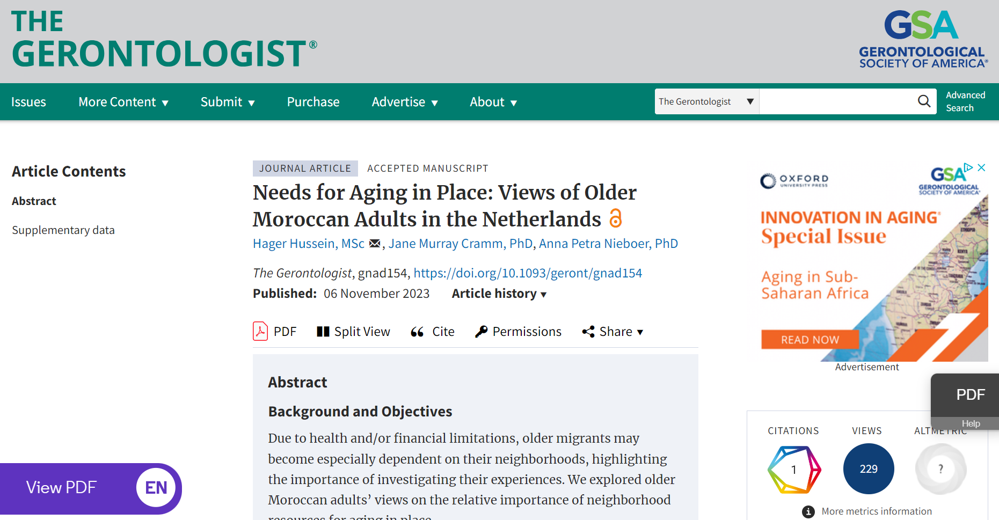 THE
GERONTOLOGIST®
GSA
GERONTOLOGICAL
SOCIETY OF AMERICA®
Issues
More Content ▼
Submit ▼
Purchase
Advertise ▼
About ▼
The Gerontologist ▼
Advanced
Search
Article Contents
Abstract
Supplementary data
JOURNAL ARTICLE ACCEPTED MANUSCRIPT
Needs for Aging in Place: Views of Older
Moroccan Adults in the Netherlands
Hager Hussein, MSc , Jane Murray Cramm, PhD, Anna Petra Nieboer, PhD
The Gerontologist, gnad154, https://doi.org/10.1093/geront/gnad154
Published: 06 November 2023 Article history ▼
PDF
Split View
Cite
Permissions
Share ▼
Abstract
Background and Objectives
Due to health and/or financial limitations, older migrants may
become especially dependent on their neighborhoods, highlighting
the importance of investigating their experiences. We explored older
Moroccan adults’ views on the relative importance of neighborhood
resources for aging in place
OXFORD
UNIVERSITY PRESS
GSA
GERONTOLOGICAL
SOCIETY OF AMERICA®
INNOVATION IN AGING®
Special Issue
Aging in Sub-
Saharan Africa
READ NOW
Advertisement
PDF
Help
CITATIONS
VIEWS
ALTMETRIC
1
229
?
More metrics information
View PDF
EN